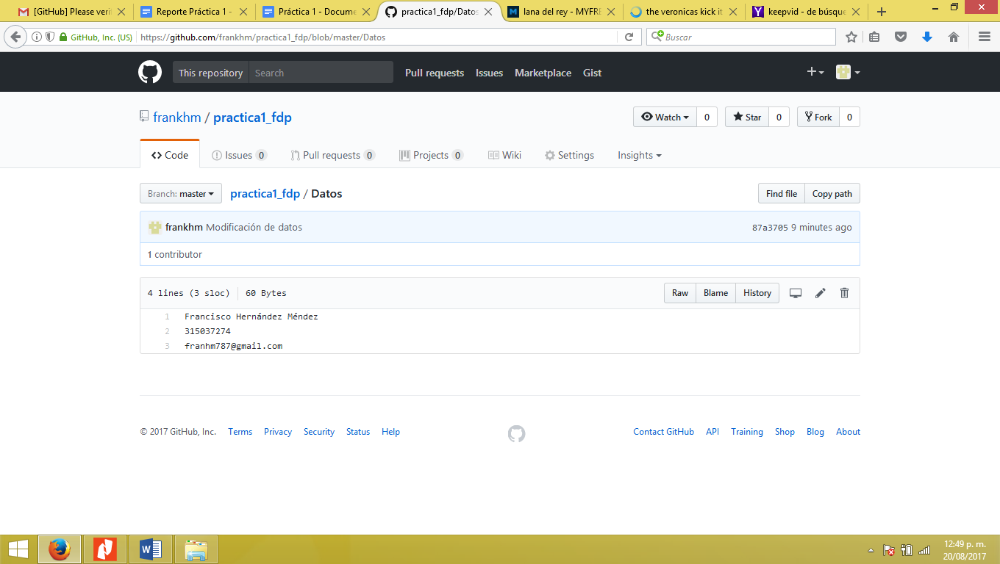 [GitHub] Please veri
Reporte Práctica 1 -
Práctica 1 - Docume
practica1_fdp/Datos
lana del rey - MYFRE
the veronicas kick it
keepvid - de búsque
GitHub, Inc. (US) https://github.com/frankhm/practica1_fdp/blob/master/Datos Buscar
This repository Search Pull requests Issues Marketplace Gist
frankhm / practica1_fdp Watch 0 Star 0 Fork 0
Code Issues 0 Pull requests 0 Projects 0 Wiki Settings Insights
Branch: master practica1_fdp / Datos Find file Copy path
frankhm Modificación de datos 87a3705 9 minutes ago
1 contributor
4 lines (3 sloc) 60 Bytes Raw Blame History
1 Francisco Hernández Méndez
2 315037274
3 franhm787@gmail.com
© 2017 GitHub, Inc. Terms Privacy Security Status Help Contact GitHub API Training Shop Blog About
12:49 p. m.
20/08/2017